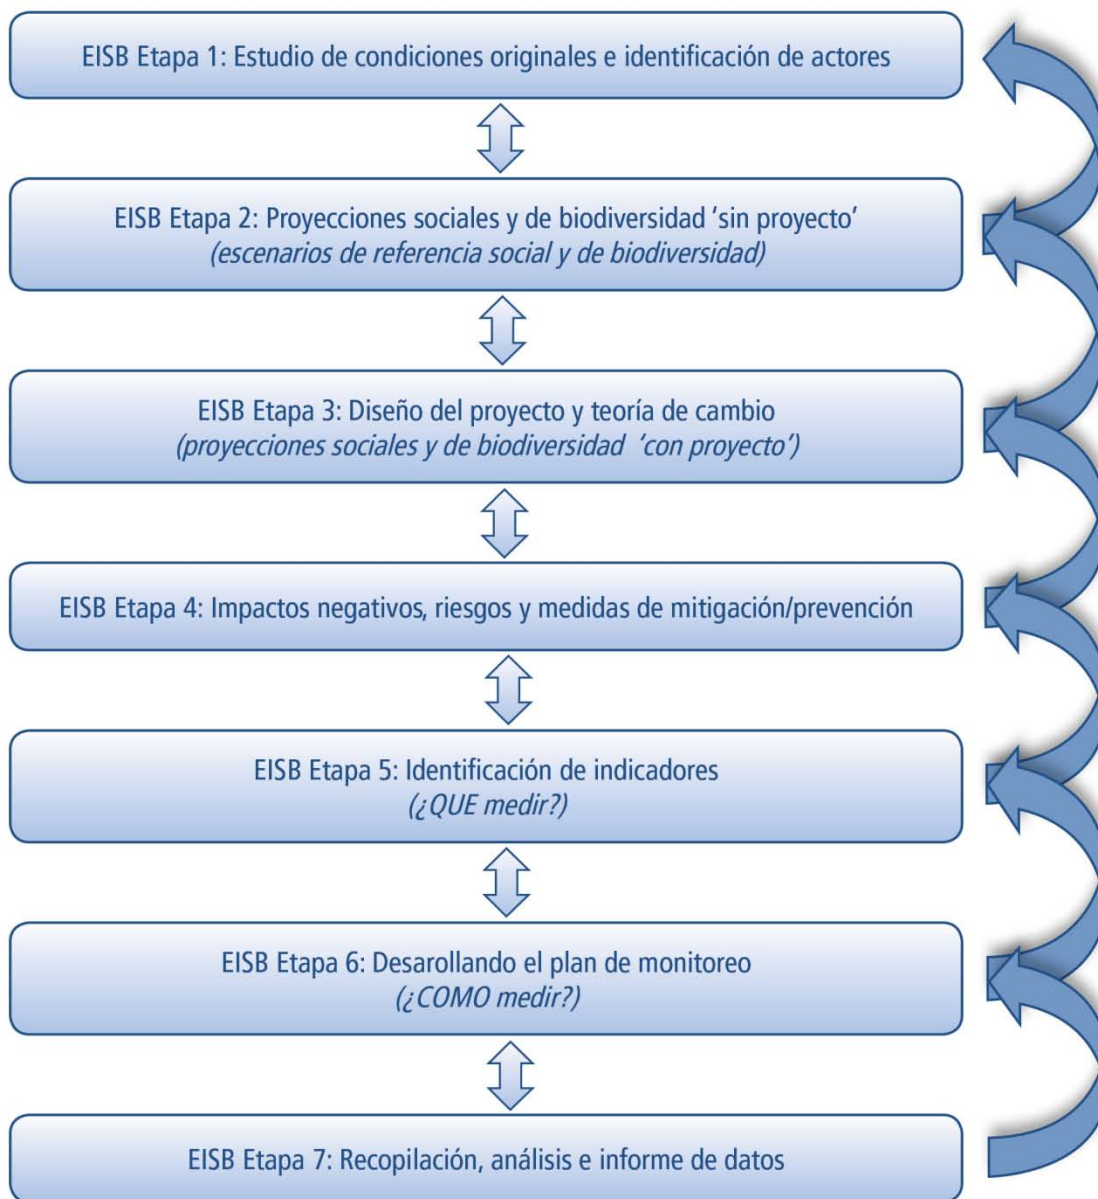 EISB Etapa 1: Estudio de condiciones originales e identificación de actores
EISB Etapa 2: Proyecciones sociales y de biodiversidad ‘sin proyecto’
(escenarios de referencia social y de biodiversidad)
EISB Etapa 3: Diseño del proyecto y teoría de cambio
(proyecciones sociales y de biodiversidad ‘con proyecto’)
EISB Etapa 4: Impactos negativos, riesgos y medidas de mitigación/prevención
EISB Etapa 5: Identificación de indicadores
(¿QUE medir?)
EISB Etapa 6: Desarollando el plan de monitoreo
(¿COMO medir?)
EISB Etapa 7: Recopilación, análisis e informe de datos